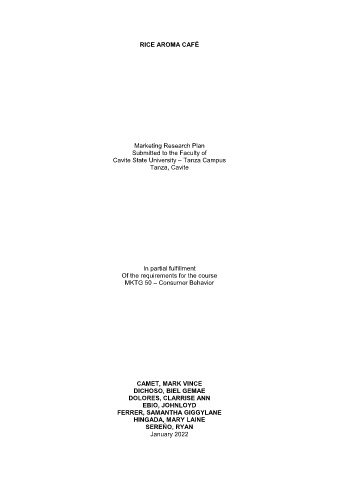 RICE AROMA CAFÉ
Marketing Research Plan
Submitted to the Faculty of
Cavite State University – Tanza Campus
Tanza, Cavite
In partial fulfillment
Of the requirements for the course
MKTG 50 – Consumer Behavior
CAMET, MARK VINCE
DICHOSO, BIEL GEMAE
DOLORES, CLARRISE ANN
EBIO, JOHNLOYD
FERRER, SAMANTHA GIGGYLANE
HINGADA, MARY LAINE
SEREÑO, RYAN
January 2022